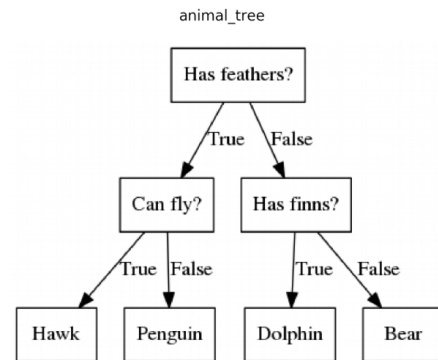 animal_tree
Has feathers?
True False
Can fly? Has finns?
True False True False
Hawk Penguin Dolphin Bear